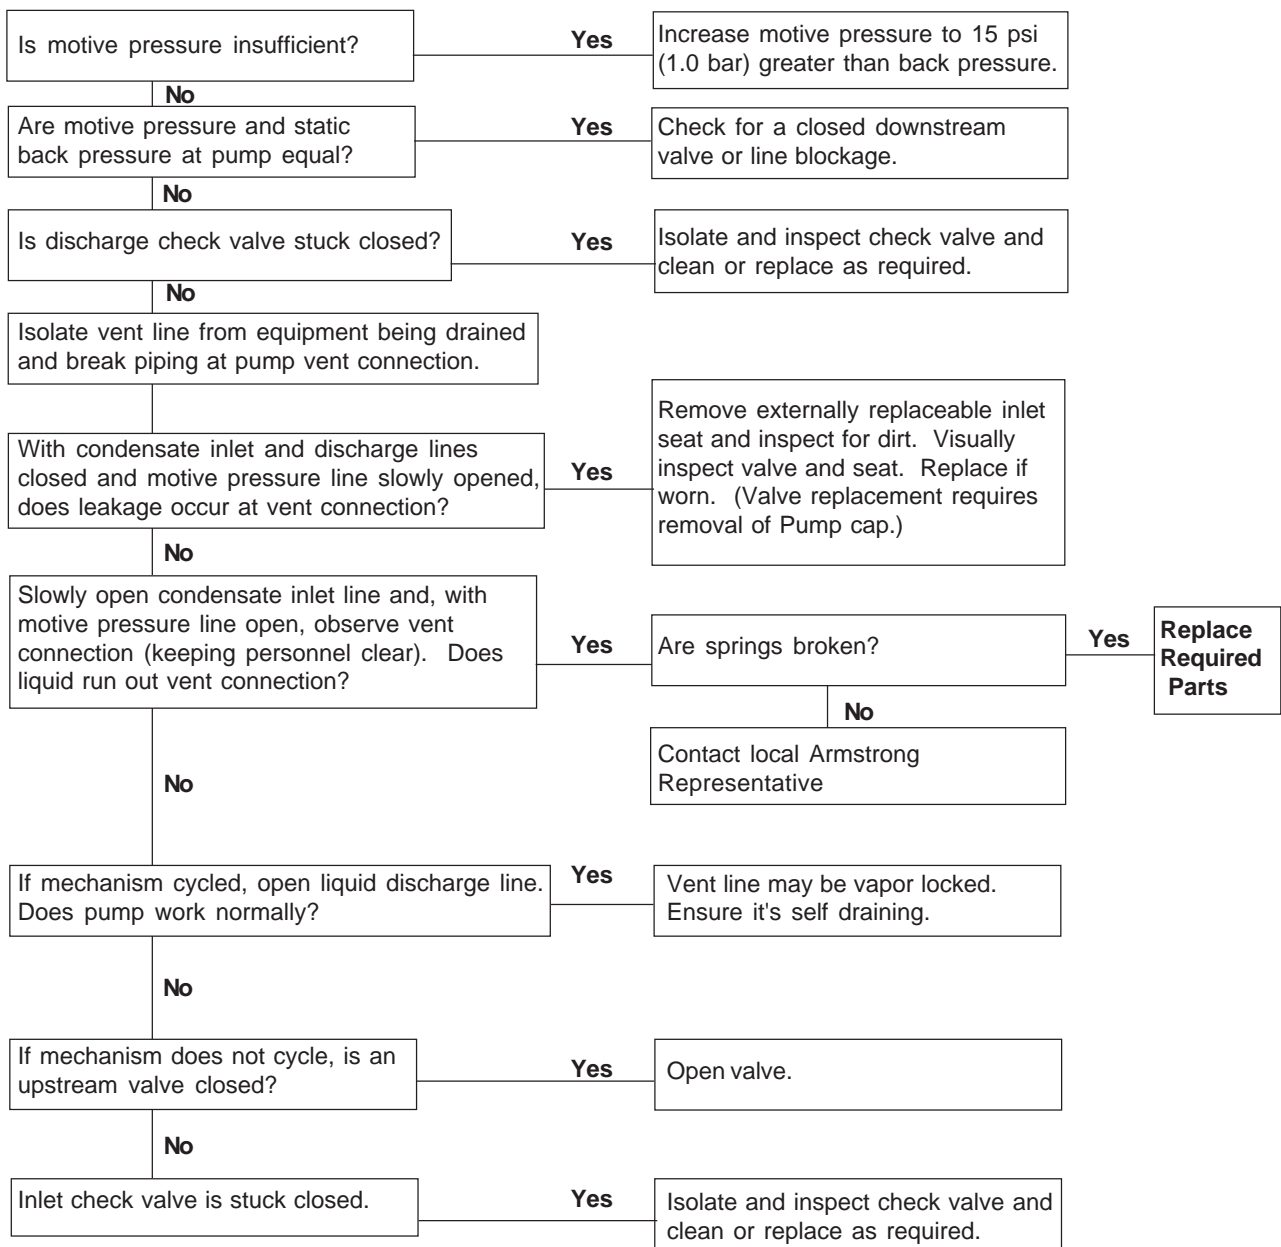 Is motive pressure insufficient?
Yes
Increase motive pressure to 15 psi
(1.0 bar) greater than back pressure.
No
Are motive pressure and static
back pressure at pump equal?
Yes
Check for a closed downstream
valve or line blockage.
No
Is discharge check valve stuck closed?
Yes
Isolate and inspect check valve and
clean or replace as required.
No
Isolate vent line from equipment being drained
and break piping at pump vent connection.
With condensate inlet and discharge lines
closed and motive pressure line slowly opened,
does leakage occur at vent connection?
Yes
Remove externally replaceable inlet
seat and inspect for dirt. Visually
inspect valve and seat. Replace if
worn. (Valve replacement requires
removal of Pump cap.)
No
Slowly open condensate inlet line and, with
motive pressure line open, observe vent
connection (keeping personnel clear). Does
liquid run out vent connection?
Yes
Are springs broken?
Yes
Replace
Required
Parts
No
Contact local Armstrong
Representative
No
If mechanism cycled, open liquid discharge line.
Does pump work normally?
Yes
Vent line may be vapor locked.
Ensure it's self draining.
No
If mechanism does not cycle, is an
upstream valve closed?
Yes
Open valve.
No
Inlet check valve is stuck closed.
Yes
Isolate and inspect check valve and
clean or replace as required.